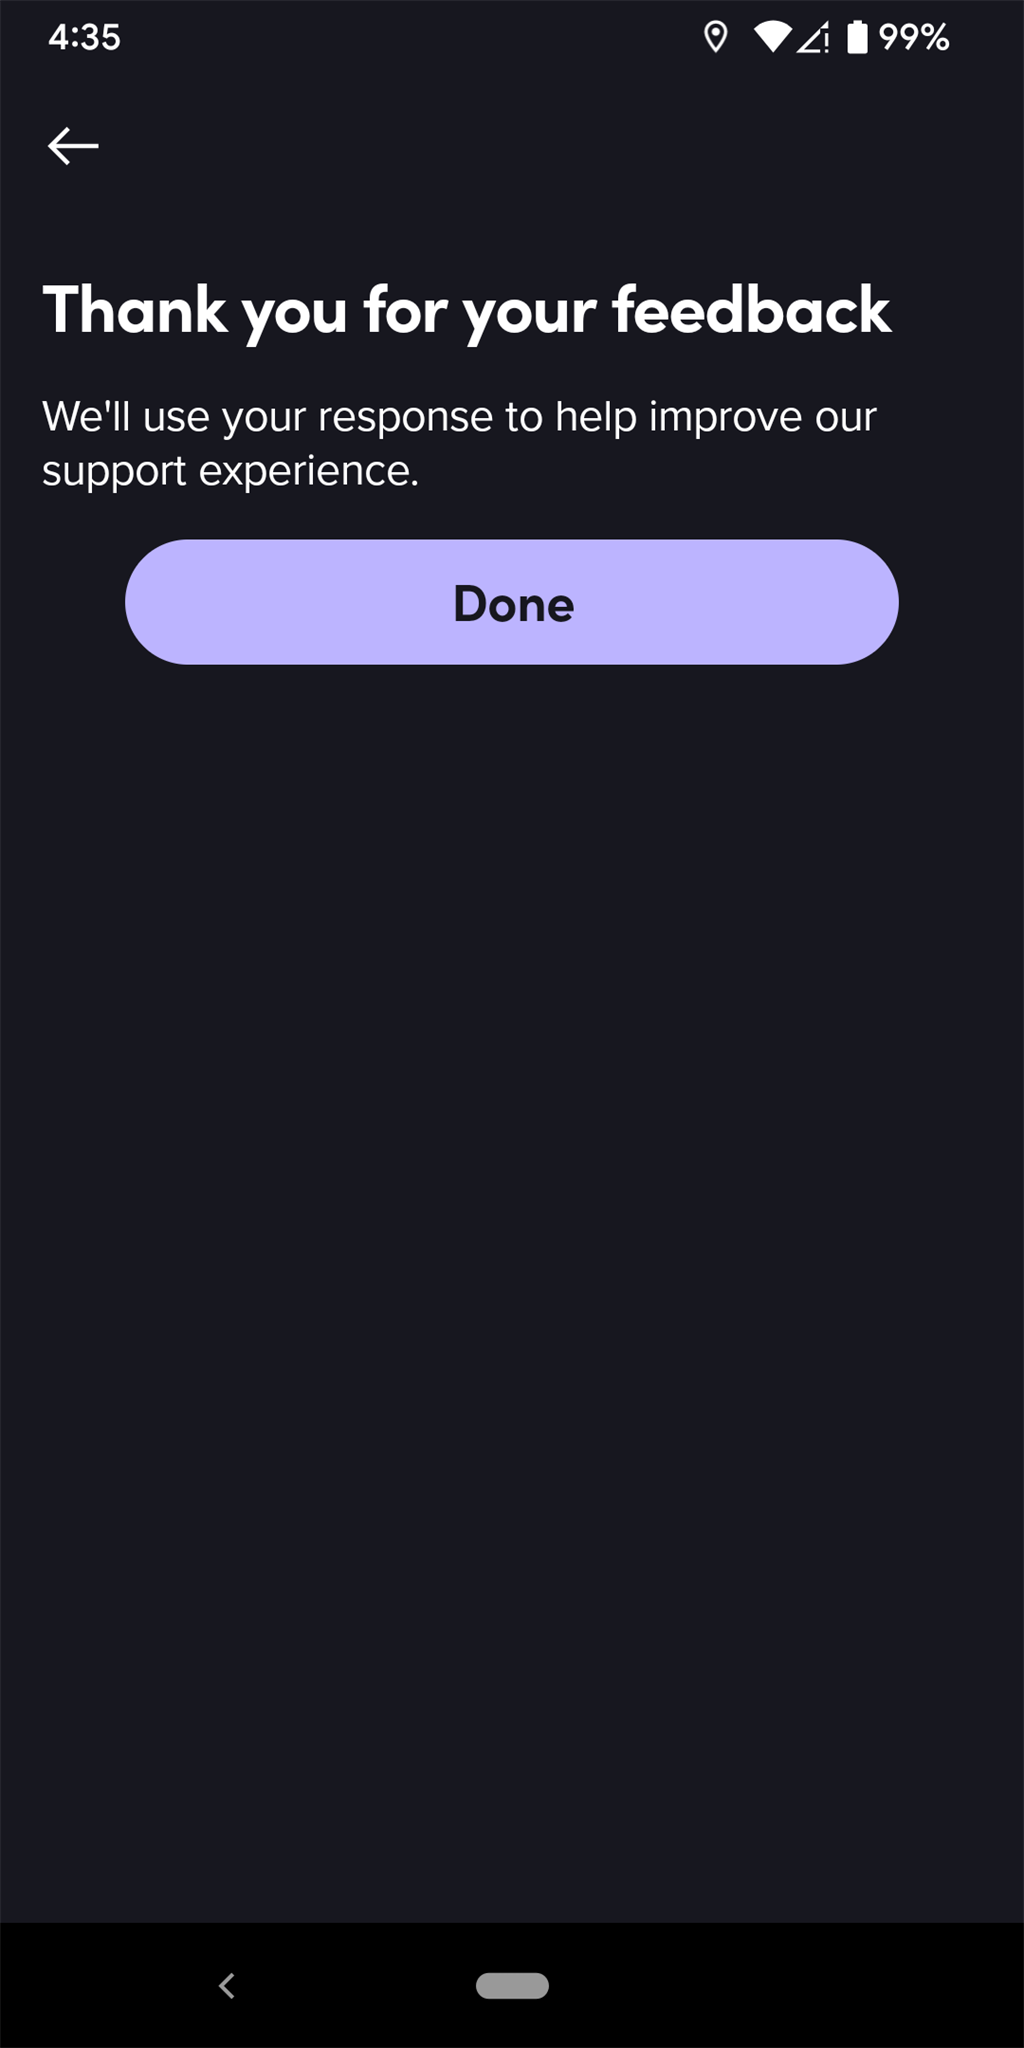 4:35
99%
Thank you for your feedback
We'll use your response to help improve our
support experience.
Done